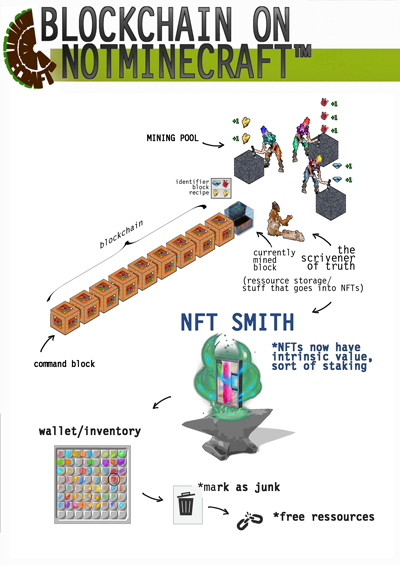 BLOCKCHAIN ON
NOTMINECRAFT™
CRAFT
+1
+1
+1
+1
+1
MINING POOL
+1
+1
identifier
block
recipe
blockchain
currently
mined
block
the
scrivener
of truth
(ressource storage/
stuff that goes into NFTs)
command block
NFT SMITH
*NFTs now have
intrinsic value,
sort of staking
wallet/inventory
*mark as junk
*free ressources